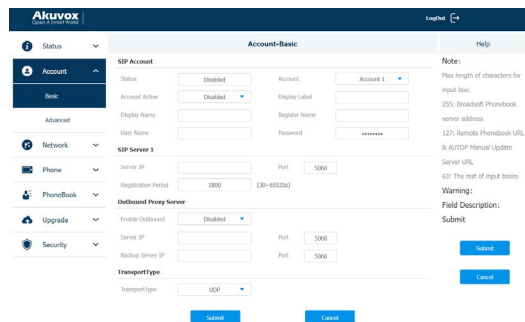 Akuvox
Open A Smart World
LogOut
Status
Account
Basic
Advanced
Network
Phone
PhoneBook
Upgrade
Security
Account-Basic
SIP Account
Status Disabled Account Account 1
Account Active Disabled Display Label
Display Name Register Name
User Name Password ********
SIP Server 1
Server IP Port 5060
Registration Period 1800 (30~65535s)
Outbound Proxy Server
Enable Outbound Disabled
Server IP Port 5060
Backup Server IP Port 5060
TransportType
TransportType UDP
Submit Cancel
Help
Note:
Max length of characters for
input box:
255: Broadsoft Phonebook
server address
127: Remote Phonebook URL
& AUTOP Manual Update
Server URL
63: The rest of input boxes
Warning:
Field Description:
Submit
Submit
Cancel